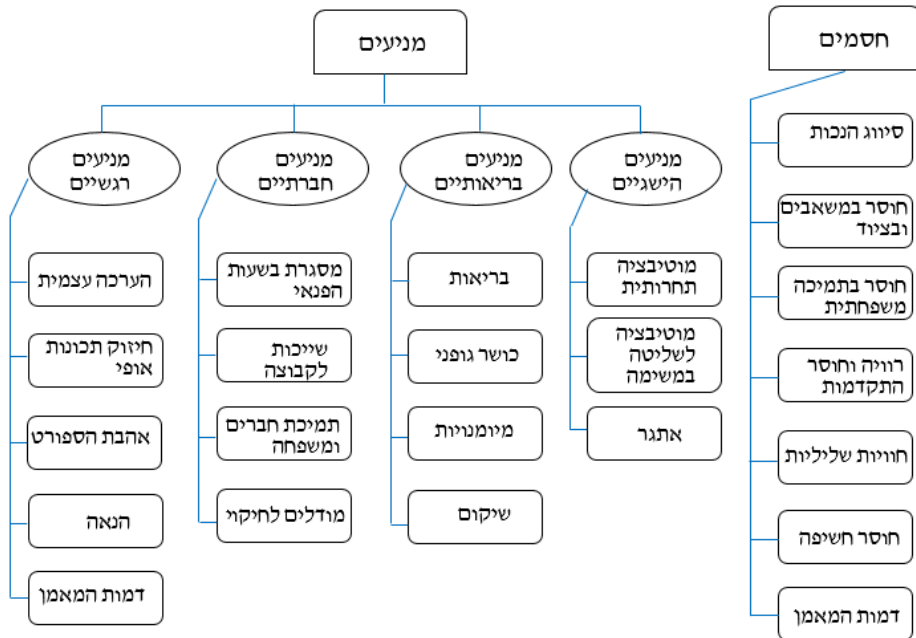 חסמים
סיווג הנכות
חוסר במשאבים
ובציוד
חוסר בתמיכה
משפחתית
רוויה וחוסר
התקדמות
חוויות שליליות
חוסר חשיפה
דמות המאמן
מניעים
מניעים
הישגיים
מוטיבציה
תחרותית
מוטיבציה
לשליטה
במשימה
אתגר
מניעים
בריאותיים
בריאות
כושר גופני
מיומנויות
שיקום
מניעים
חברתיים
מסגרת בשעות
הפנאי
שייכות
לקבוצה
תמיכת חברים
ומשפחה
מודלים לחיקוי
מניעים
רגשיים
הערכה עצמית
חיזוק תכונות
אופי
אהבת הספורט
הנאה
דמות המאמן